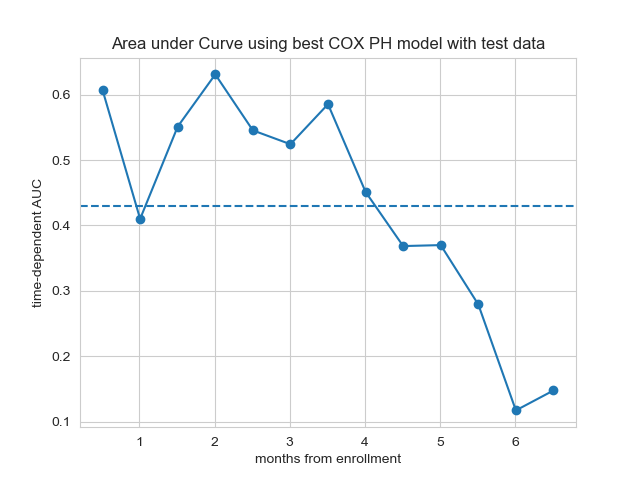 Area under Curve using best COX PH model with test data
time-dependent AUC
0.6
0.5
0.4
0.3
0.2
0.1
1 2 3 4 5 6
months from enrollment